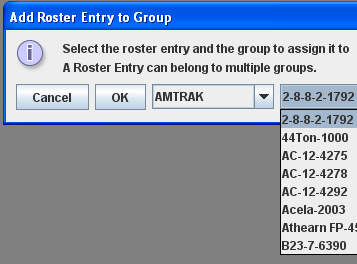 Add Roster Entry to Group
Select the roster entry and the group to assign it to
A Roster Entry can belong to multiple groups.
Cancel OK AMTRAK 2-8-8-2-1792
2-8-8-2-1792
44Ton-1000
AC-12-4275
AC-12-4278
AC-12-4292
Acela-2003
Athearn FP-45
B23-7-6390